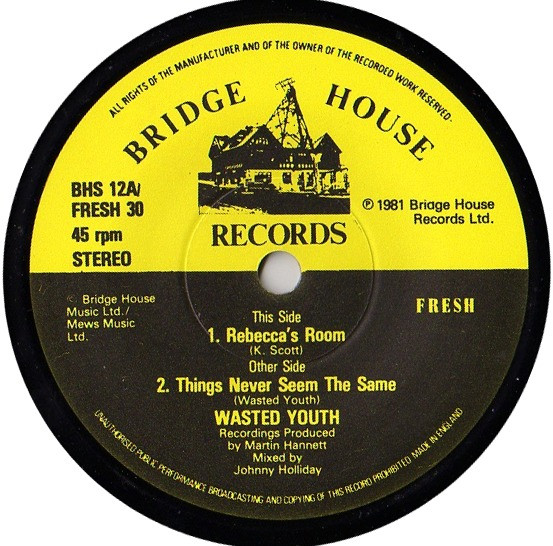 ALL RIGHTS OF THE MANUFACTURER AND OF THE OWNER OF THE RECORDED WORK RESERVED·
BRIDGE HOUSE
RECORDS
BHS 12A/
FRESH 30
45 rpm
STEREO
℗ 1981 Bridge House
Records Ltd.
©. Bridge House
Music Ltd./
Mews Music
Ltd.
FRESH
This Side
1. Rebecca's Room
(K. Scott)
Other Side
2. Things Never Seem The Same
(Wasted Youth)
WASTED YOUTH
Recordings Produced
by Martin Hannett
Mixed by
Johnny Holliday
UNAUTHORISED PUBLIC PERFORMANCE BROADCASTING AND COPYING OF THIS RECORD PROHIBITED MADE IN ENGLAND